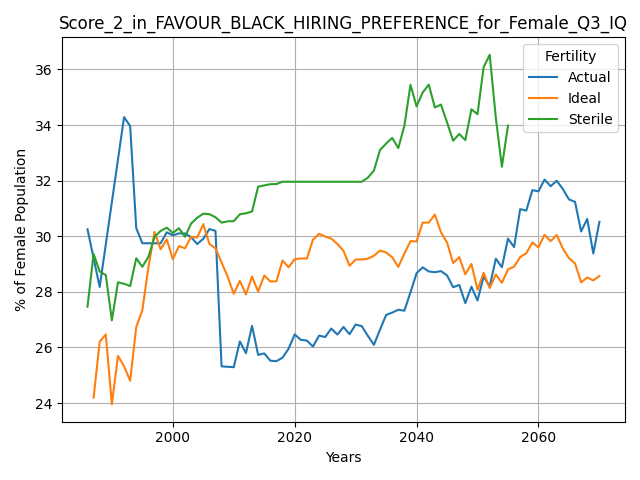 Score_2_in_FAVOUR_BLACK_HIRING_PREFERENCE_for_Female_Q3_IQ
% of Female Population
36
34
32
30
28
26
24
Fertility
Actual
Ideal
Sterile
2000
2020
2040
2060
Years